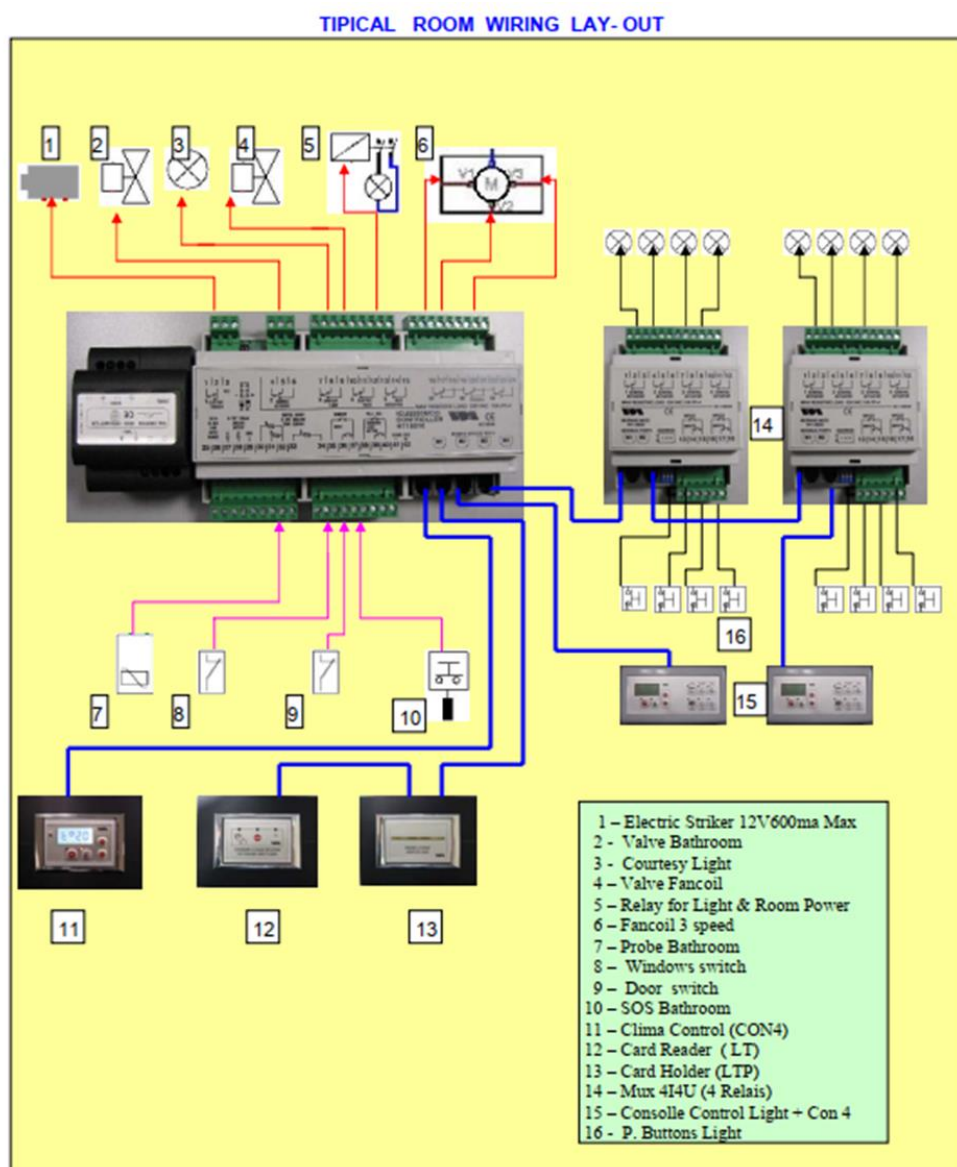 TIPICAL ROOM WIRING LAY- OUT
1
2
3
4
5
6
V1
V3
M
V2
14
16
7
8
9
10
15
11
12
13
1 – Electric Striker 12V600ma Max
2 - Valve Bathroom
3 - Courtesy Light
4 – Valve Fancoil
5 – Relay for Light & Room Power
6 – Fancoil 3 speed
7 – Probe Bathroom
8 – Windows switch
9 – Door switch
10 – SOS Bathroom
11 – Clima Control (CON4)
12 – Card Reader ( LT)
13 – Card Holder (LTP)
14 – Mux 4I4U (4 Relais)
15 – Consolle Control Light + Con 4
16 - P. Buttons Light